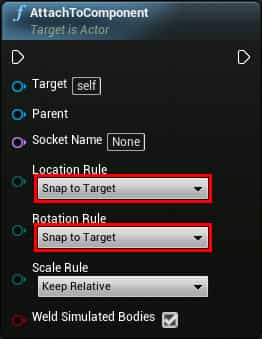 f AttachToComponent
Target is Actor
Target self
Parent
Socket Name None
Location Rule
Snap to Target
Rotation Rule
Snap to Target
Scale Rule
Keep Relative
Weld Simulated Bodies